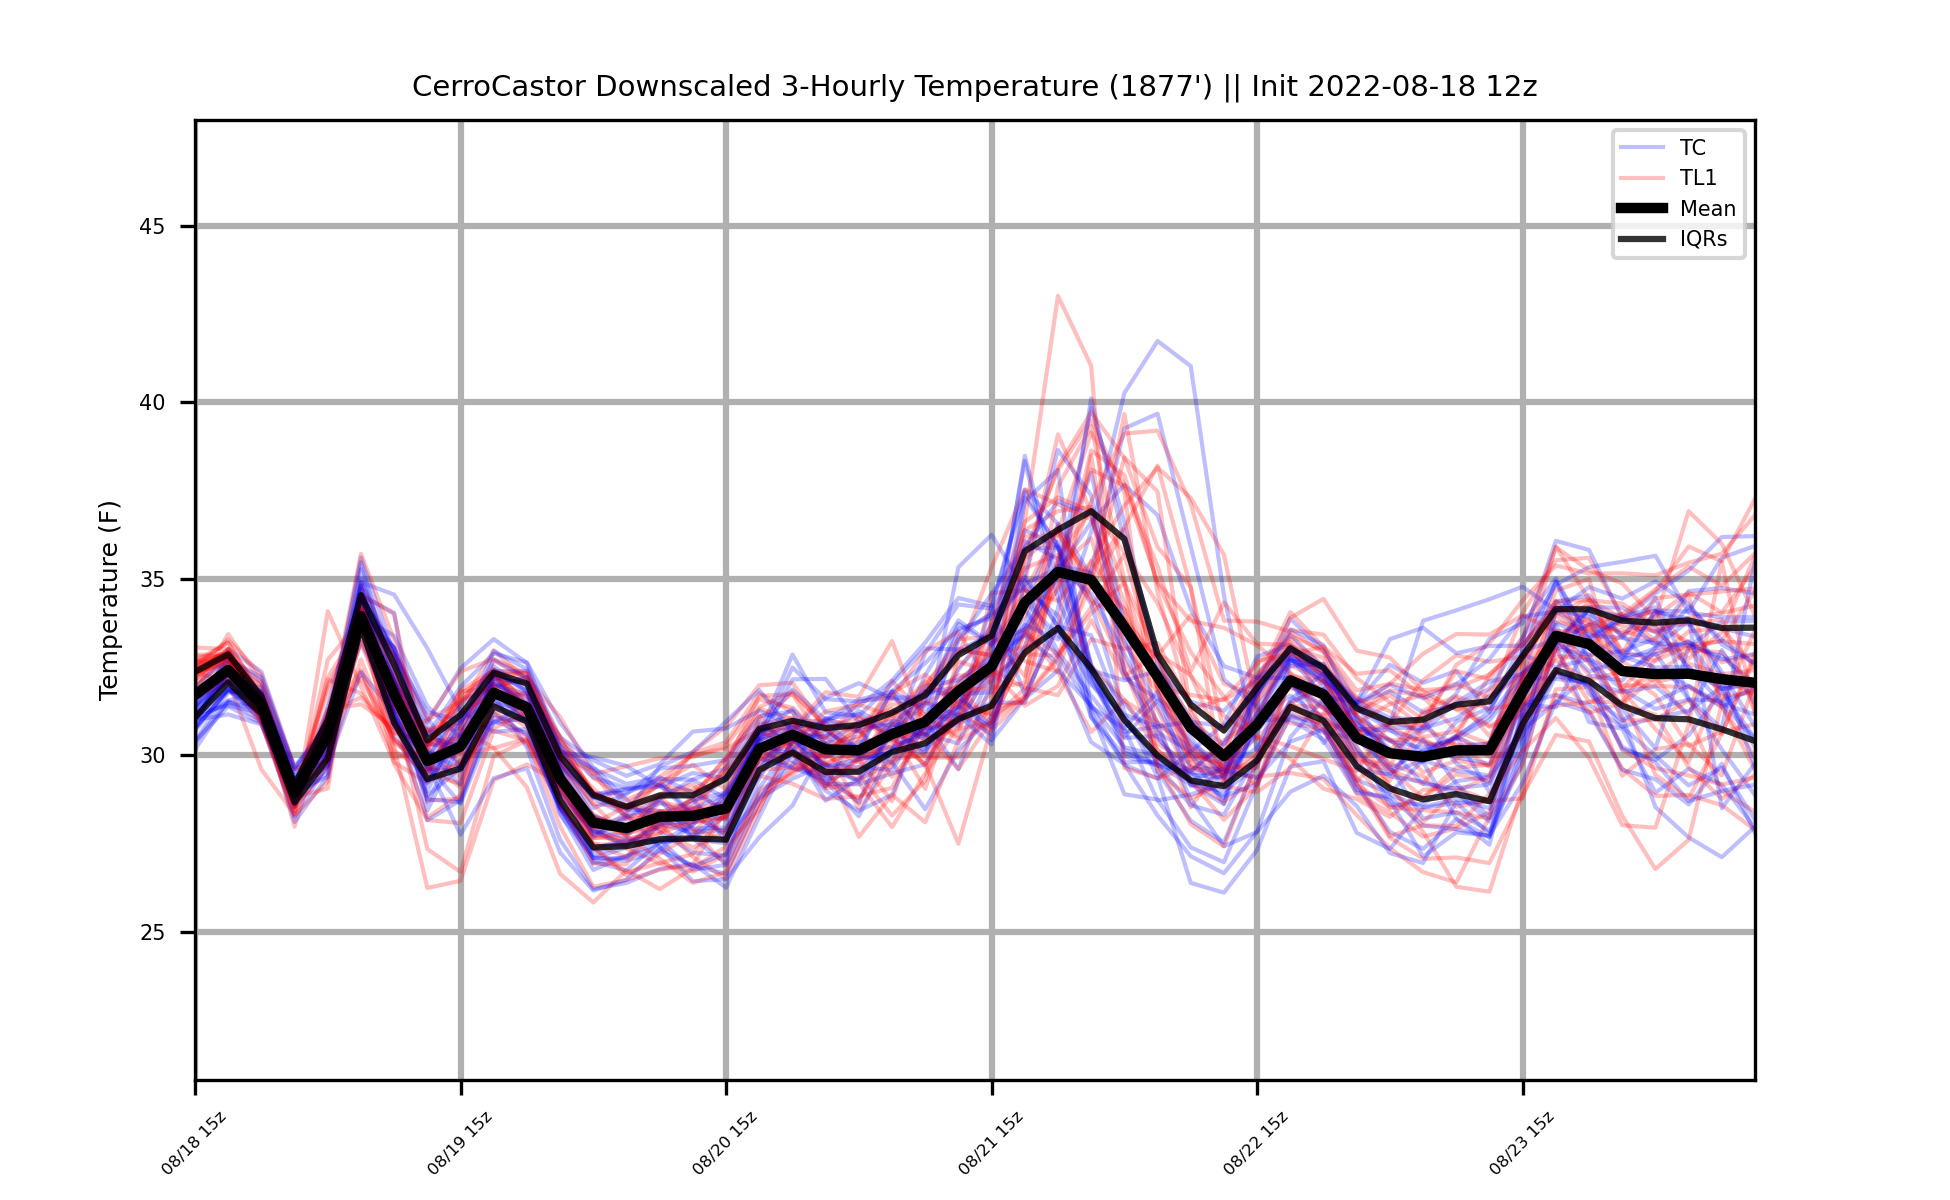 CerroCastor Downscaled 3-Hourly Temperature (1877') || Init 2022-08-18 12z
TC
TL1
Mean
IQRs
Temperature (F)
45
40
35
30
25
08/18 15z
08/19 15z
08/20 15z
08/21 15z
08/22 15z
08/23 15z